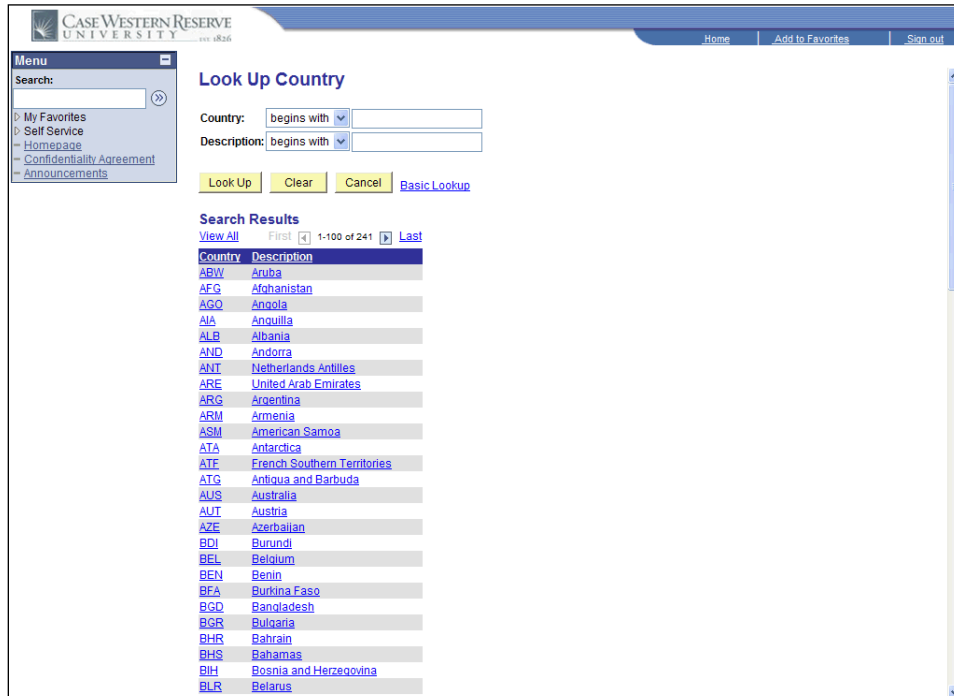 CASE WESTERN RESERVE
UNIVERSITY EST 1826
Home Add to Favorites Sign out
Menu
Search:
My Favorites
Self Service
Homepage
Confidentiality Agreement
Announcements
Look Up Country
Country: begins with
Description: begins with
Look Up Clear Cancel Basic Lookup
Search Results
View All First 1-100 of 241 Last
Country Description
ABW Aruba
AFG Afghanistan
AGO Angola
AIA Anguilla
ALB Albania
AND Andorra
ANT Netherlands Antilles
ARE United Arab Emirates
ARG Argentina
ARM Armenia
ASM American Samoa
ATA Antarctica
ATF French Southern Territories
ATG Antigua and Barbuda
AUS Australia
AUT Austria
AZE Azerbaijan
BDI Burundi
BEL Belgium
BEN Benin
BFA Burkina Faso
BGD Bangladesh
BGR Bulgaria
BHR Bahrain
BHS Bahamas
BIH Bosnia and Herzegovina
BLR Belarus